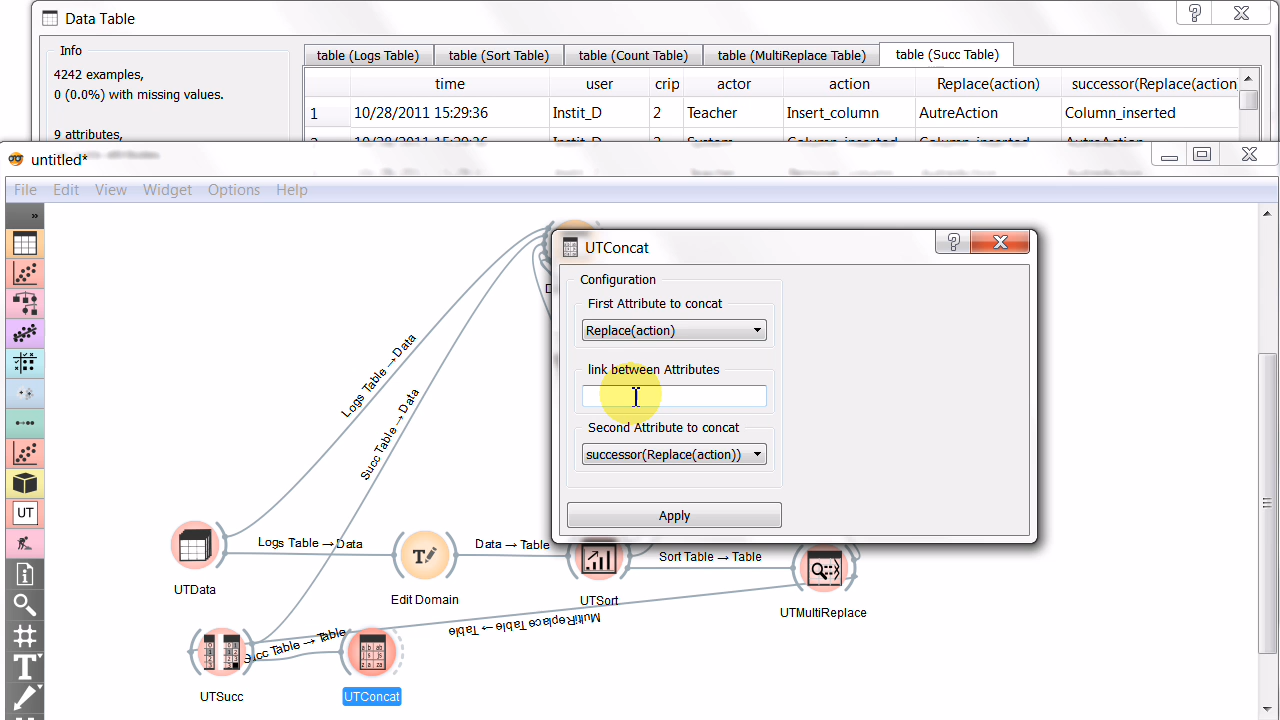 Data Table
Info
4242 examples,
0 (0.0%) with missing values.
9 attributes,
table (Logs Table) table (Sort Table) table (Count Table) table (MultiReplace Table) table (Succ Table)
time user crip actor action Replace(action) successor(Replace(action
1 10/28/2011 15:29:36 Instit_D 2 Teacher Insert_column AutreAction Column_inserted
untitled*
File Edit View Widget Options Help
»
UTConcat
Configuration
First Attribute to concat
Replace(action)
link between Attributes
Second Attribute to concat
successor(Replace(action))
Apply
Logs Table → Data
Succ Table → Data
Logs Table → Data
Data → Table
Sort Table → Table
UTData
Edit Domain
UTSort
UTMultiReplace
MultiReplace Table → Table
Succ Table → Table
UTSucc
UTConcat
UT